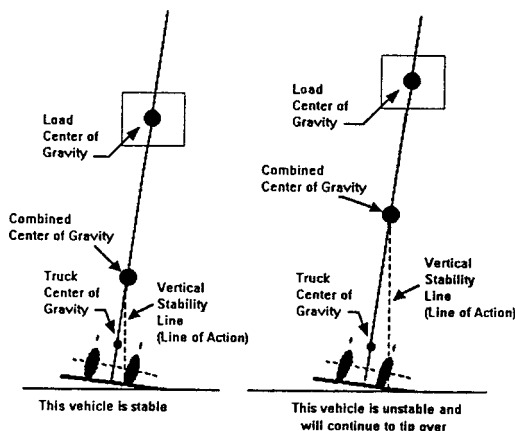 Load
Center of
Gravity
Combined
Center of Gravity
Truck
Center of
Gravity
Vertical
Stability
Line
(Line of Action)
This vehicle is stable
Load
Center of
Gravity
Combined
Center of Gravity
Truck
Center of
Gravity
Vertical
Stability
Line
(Line of Action)
This vehicle is unstable and
will continue to tip over